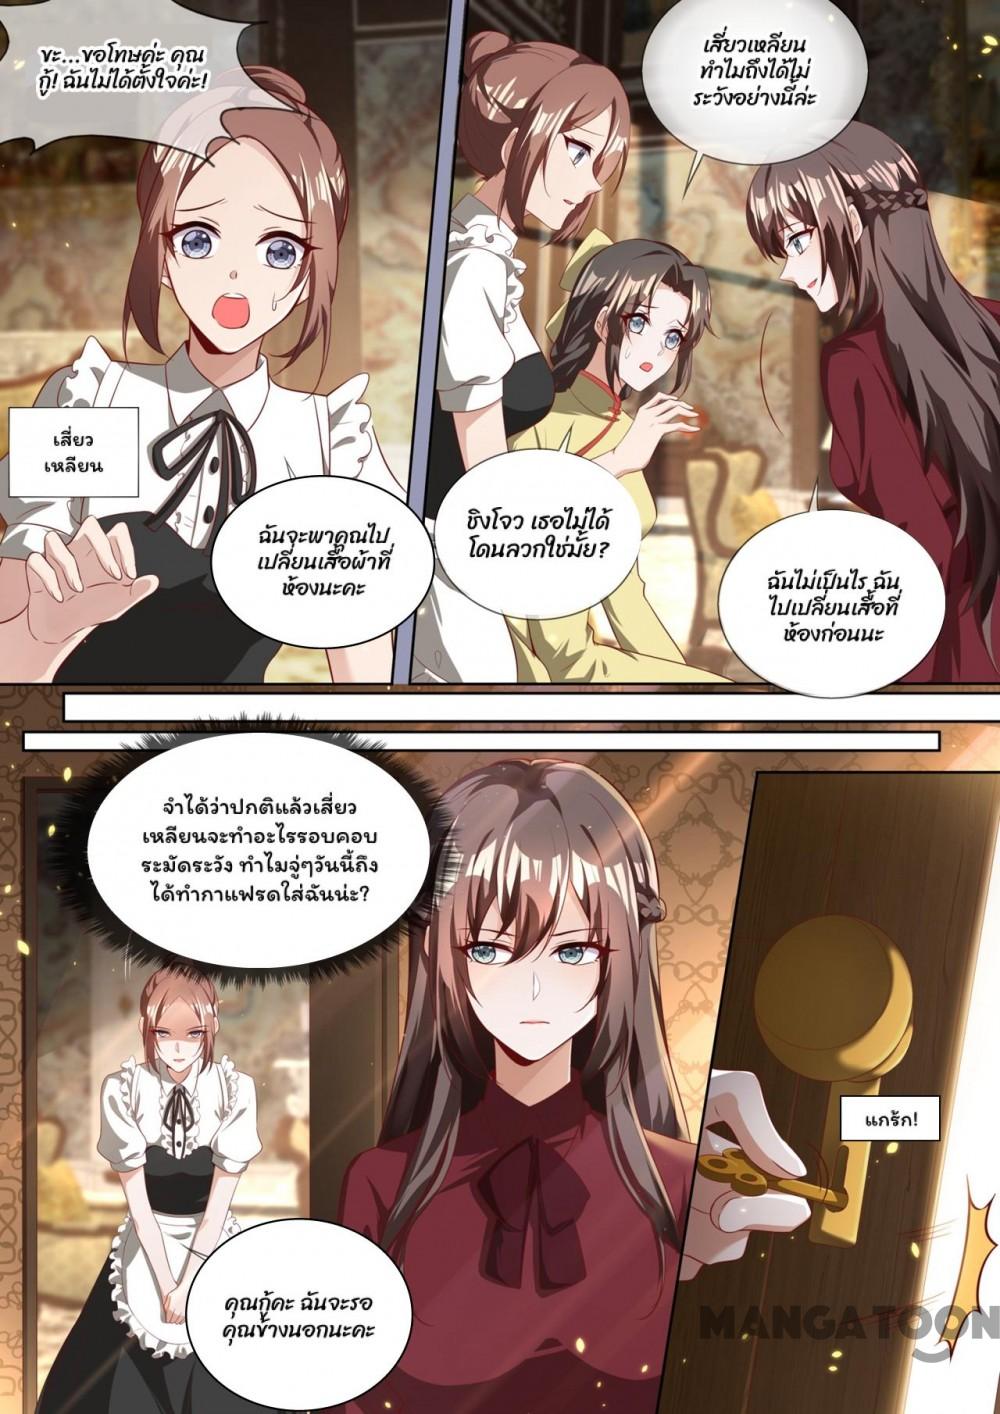 ขะ...ขอโทษค่ะ คุณ
กู้! ฉันไม่ได้ตั้งใจค่ะ!
เสี่ยวเหลียน
ทำไมถึงได้ไม่
ระวังอย่างนี้ล่ะ
เสี่ยว
เหลียน
ฉันจะพาคุณไป
เปลี่ยนเสื้อผ้าที่
ห้องนะคะ
ชิงโจว เธอไม่ได้
โดนลวกใช่มั้ย?
ฉันไม่เป็นไร ฉัน
ไปเปลี่ยนเสื้อที่
ห้องก่อนนะ
จำได้ว่าปกติแล้วเสี่ยว
เหลียนจะทำอะไรรอบคอบ
ระมัดระวัง ทำไมจู่ๆวันนี้ถึง
ได้ทำกาแฟรดใส่ฉันน่ะ?
แกร้ก!
คุณกู้คะ ฉันจะรอ
คุณข้างนอกนะคะ
MANGATOON